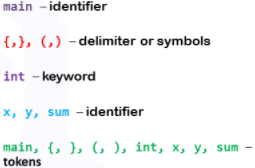 main – identifier
{,}, (,) – delimiter or symbols
int – keyword
x, y, sum – identifier
main, {, }, (, ), int, x, y, sum –
tokens